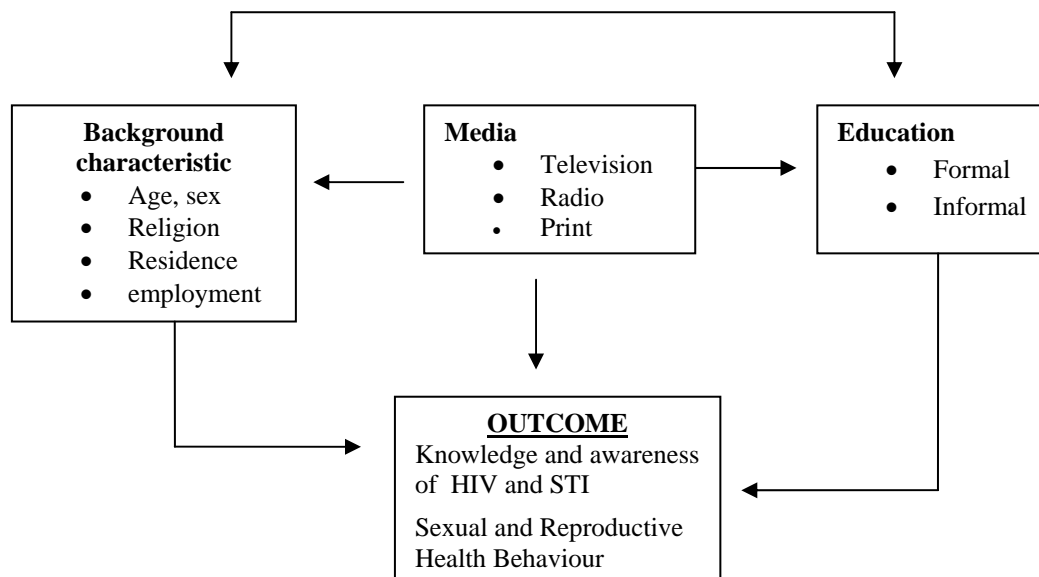 Background
characteristic
• Age, sex
• Religion
• Residence
• employment
Media
• Television
• Radio
• Print
Education
• Formal
• Informal
OUTCOME
Knowledge and awareness
of HIV and STI
Sexual and Reproductive
Health Behaviour